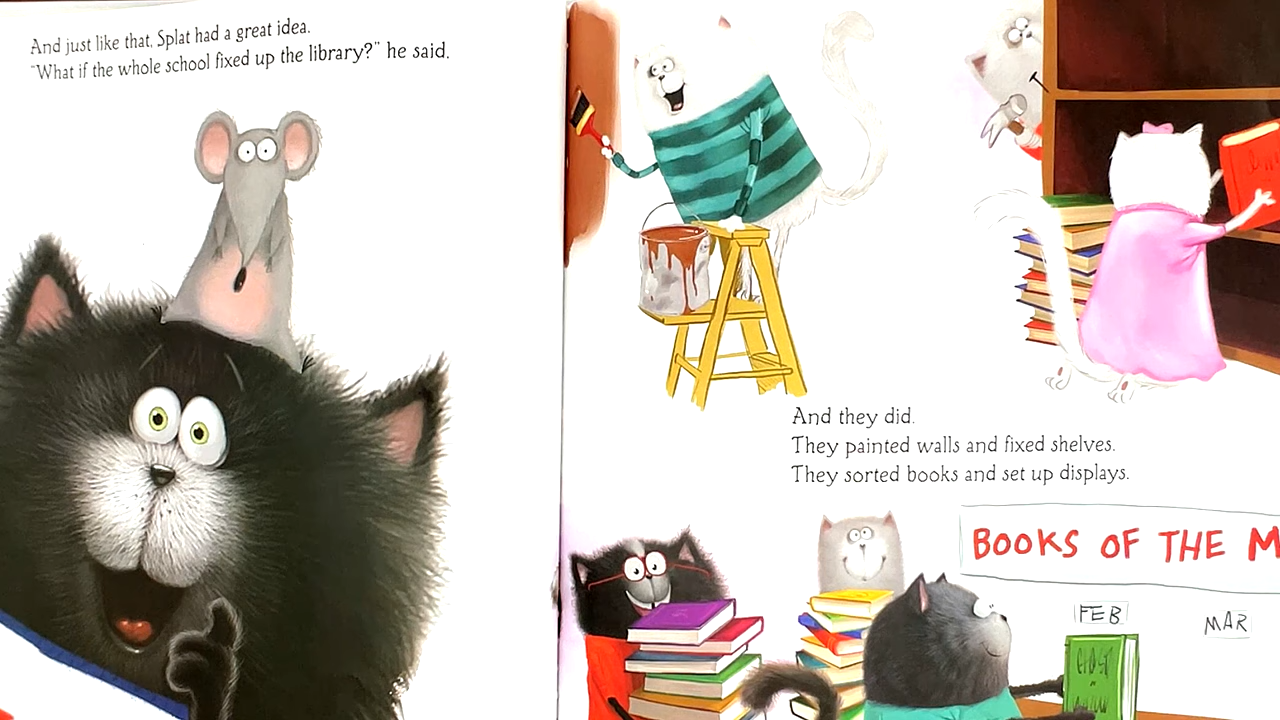 And just like that, Splat had a great idea.
"What if the whole school fixed up the library?" he said.
And they did.
They painted walls and fixed shelves.
They sorted books and set up displays.
BOOKS OF THE M
FEB
MAR